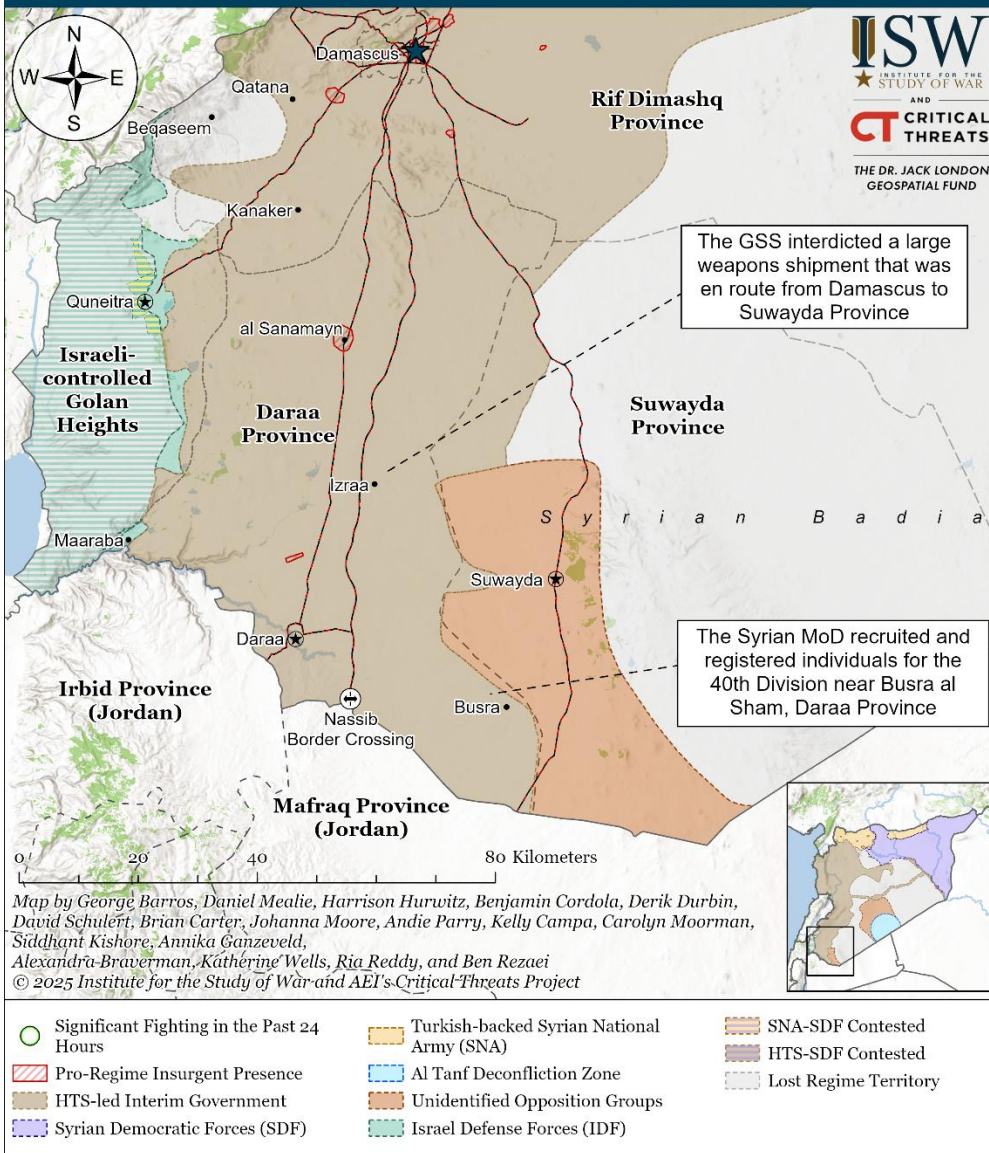 N
W
E
S
ISW
INSTITUTE FOR THE
STUDY OF WAR
AND
CT CRITICAL
THREATS
THE DR. JACK LONDON
GEOSPATIAL FUND
Damascus
Qatana
Beqaseem
Rif Dimashq
Province
Kanaker
The GSS interdicted a large
weapons shipment that was
en route from Damascus to
Suwayda Province
Quneitra
al Sanamayn
Israeli-
controlled
Golan
Heights
Daraa
Province
Suwayda
Province
Izraa
Syrian Badia
Maaraba
Suwayda
Daraa
The Syrian MoD recruited and
registered individuals for the
40th Division near Busra al
Sham, Daraa Province
Irbid Province
(Jordan)
Nassib
Border Crossing
Busra
Mafraq Province
(Jordan)
0 20 40 80 Kilometers
Map by George Barros, Daniel Mealie, Harrison Hurwitz, Benjamin Cordola, Derik Durbin,
David Schulert, Brian Carter, Johanna Moore, Andie Parry, Kelly Campa, Carolyn Moorman,
Siddhant Kishore, Annika Ganzeveld,
Alexandra Braverman, Katherine Wells, Ria Reddy, and Ben Rezaei
© 2025 Institute for the Study of War and AEI's Critical Threats Project
Significant Fighting in the Past 24
Hours
Pro-Regime Insurgent Presence
HTS-led Interim Government
Syrian Democratic Forces (SDF)
Turkish-backed Syrian National
Army (SNA)
Al Tanf Deconfliction Zone
Unidentified Opposition Groups
Israel Defense Forces (IDF)
SNA-SDF Contested
HTS-SDF Contested
Lost Regime Territory